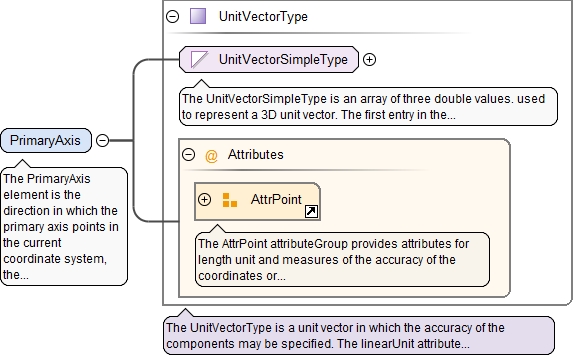 UnitVectorType
UnitVectorSimpleType
The UnitVectorSimpleType is an array of three double values. used
to represent a 3D unit vector. The first entry in the...
PrimaryAxis
The PrimaryAxis
element is the
direction in which the
primary axis points in
the current
coordinate system,
the...
@ Attributes
AttrPoint
The AttrPoint attributeGroup provides attributes for
length unit and measures of the accuracy of the
coordinates or...
The UnitVectorType is a unit vector in which the accuracy of the
components may be specified. The linearUnit attribute...